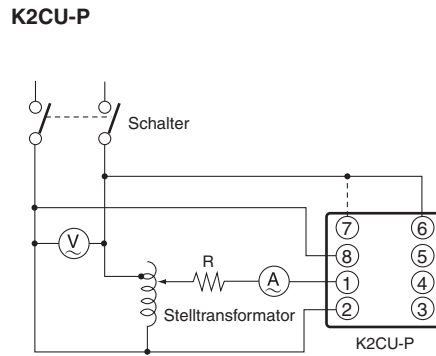 K2CU-P
Schalter
V
R
A
Stelltransformator
7 6
8 5
1 4
2 3
K2CU-P